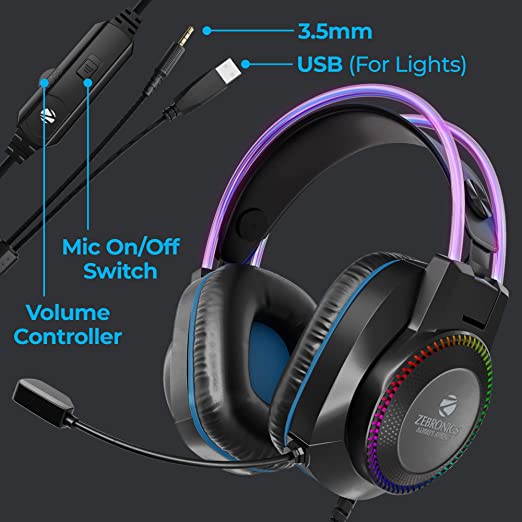 3.5mm
USB (For Lights)
Mic On/Off
Switch
Volume
Controller
ZEBRONICS